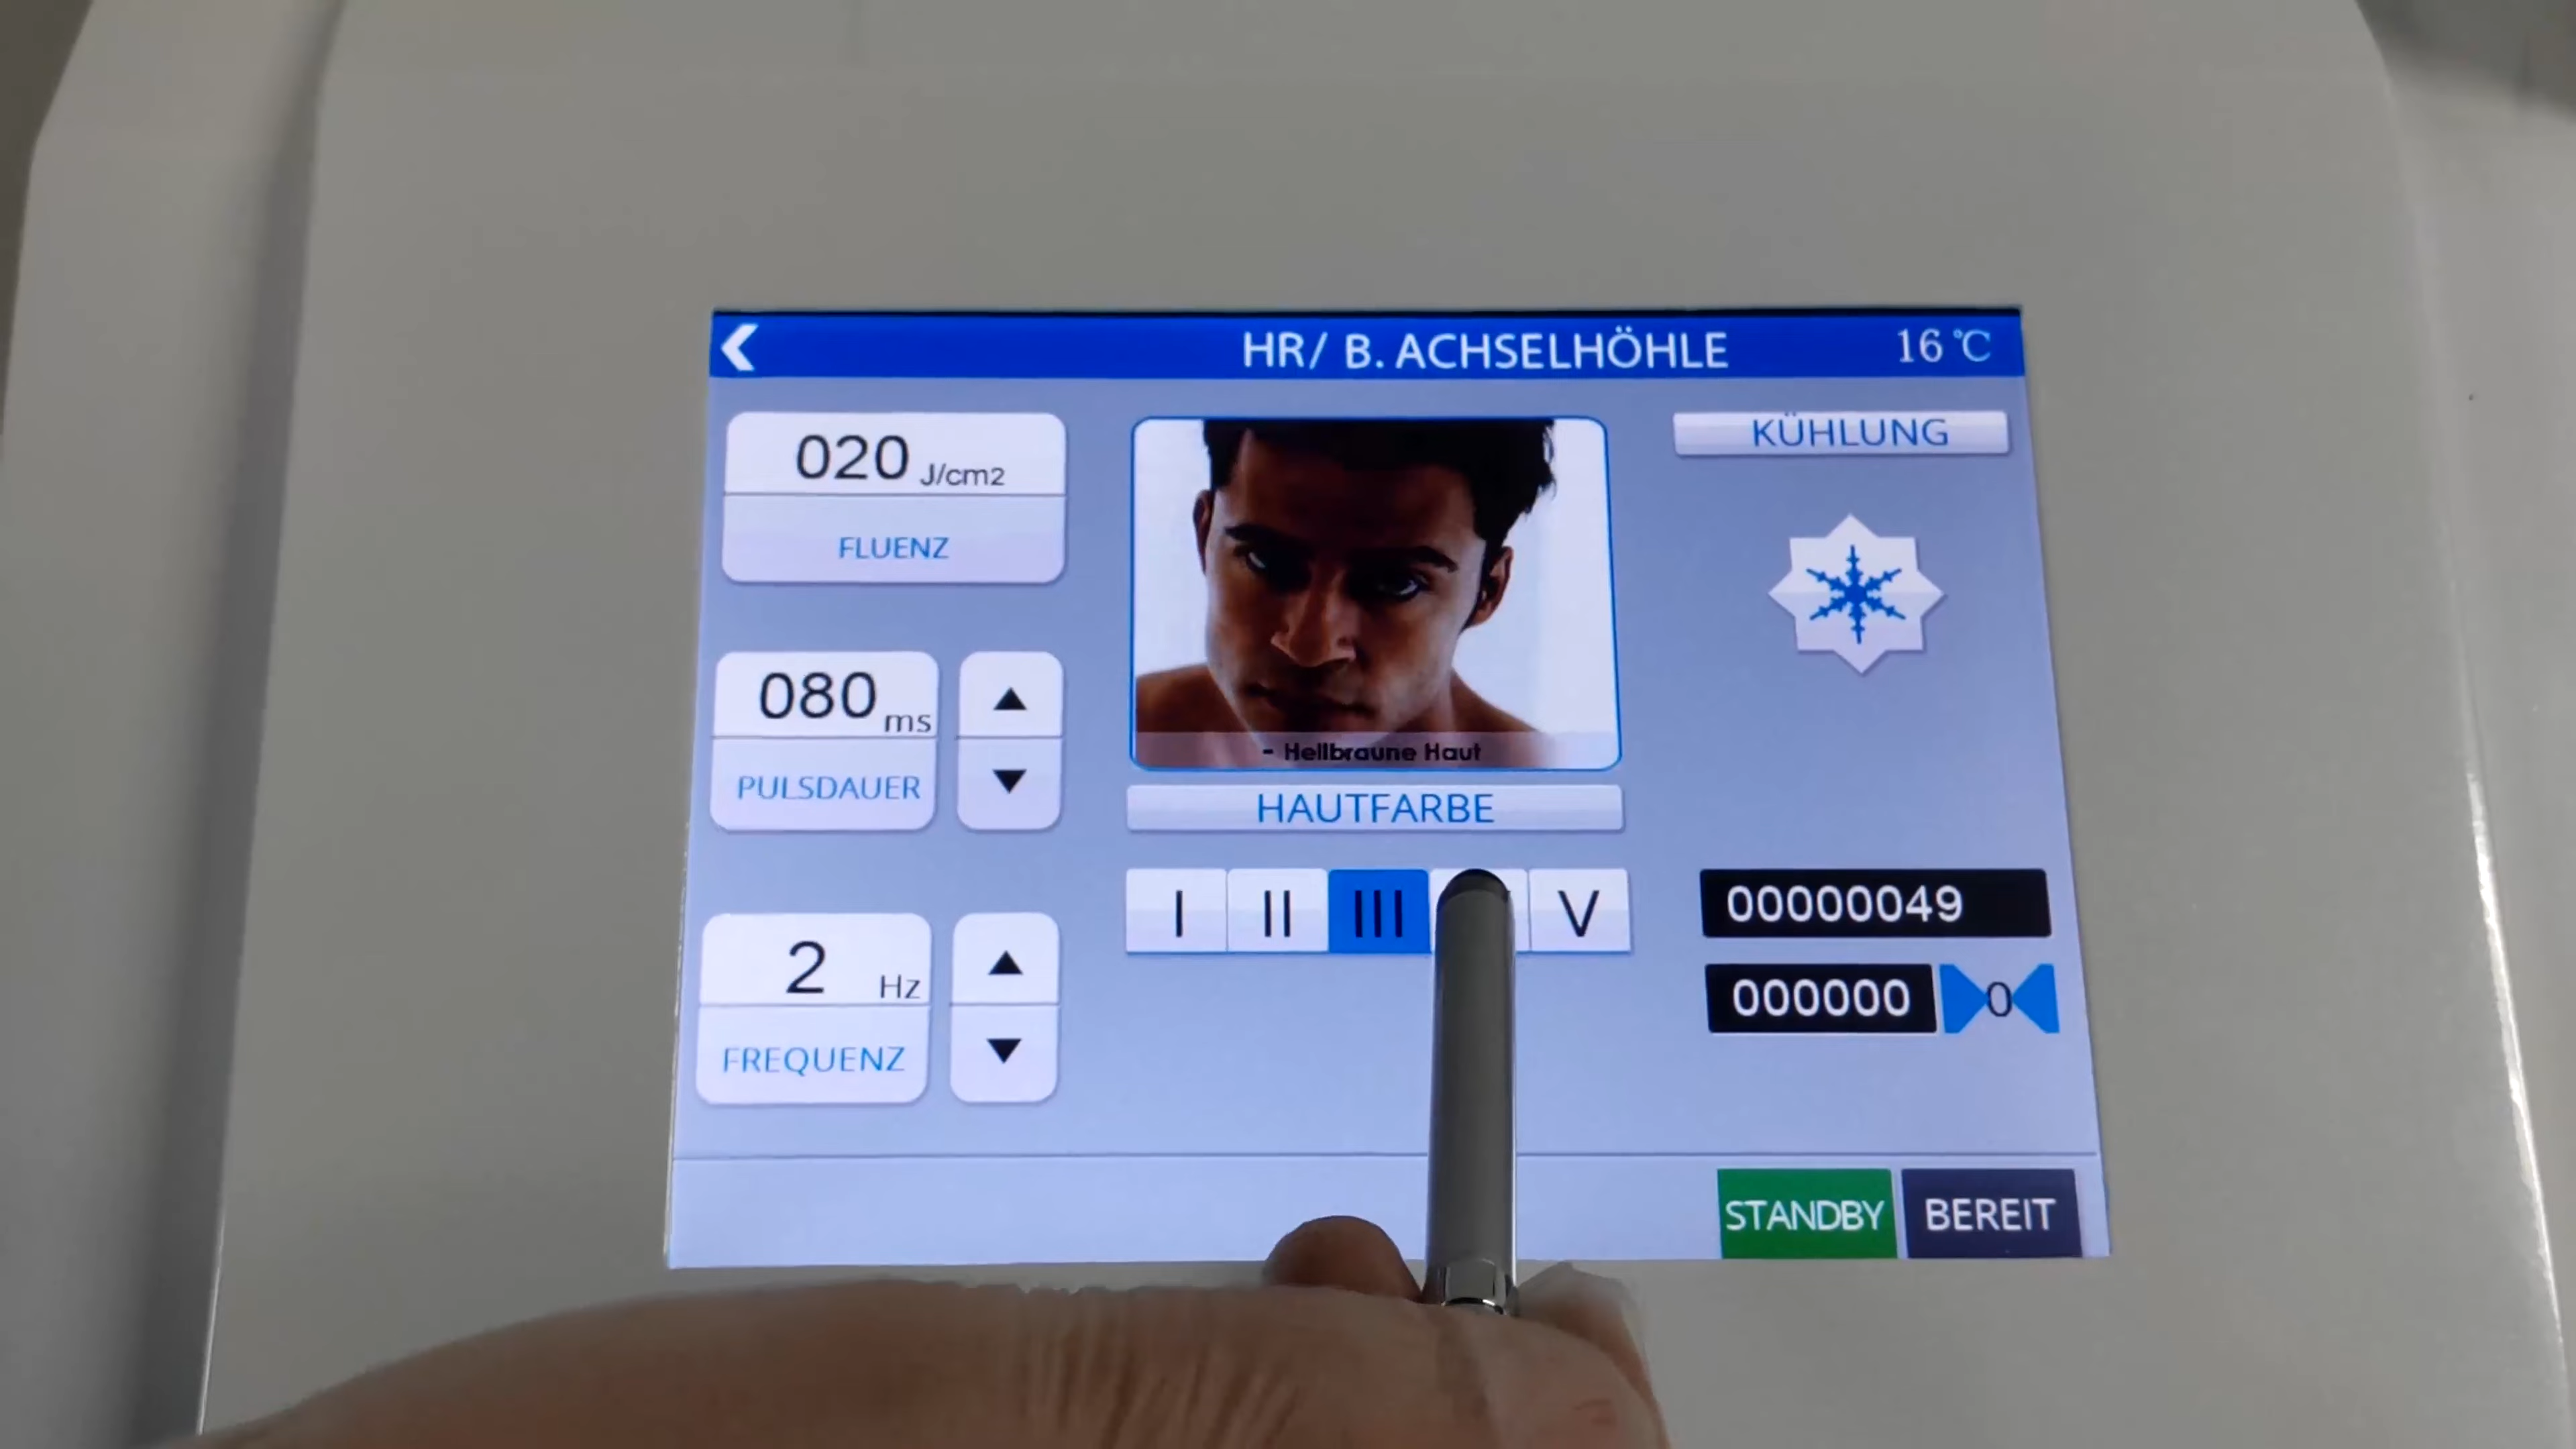 HR/ B. ACHSELHÖHLE
16 °C
020 J/cm2
FLUENZ
080 ms
PULSDAUER
2 Hz
FREQUENZ
- Hellbraune Haut
HAUTFARBE
I II III V
KÜHLUNG
00000049
000000 0
STANDBY BEREIT